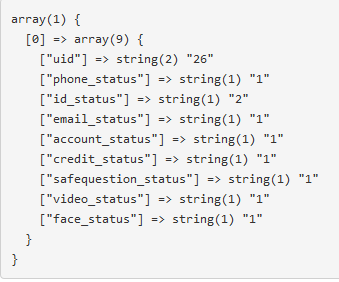 array(1) {
  [0] => array(9) {
    ["uid"] => string(2) "26"
    ["phone_status"] => string(1) "1"
    ["id_status"] => string(1) "2"
    ["email_status"] => string(1) "1"
    ["account_status"] => string(1) "1"
    ["credit_status"] => string(1) "1"
    ["safequestion_status"] => string(1) "1"
    ["video_status"] => string(1) "1"
    ["face_status"] => string(1) "1"
  }
}